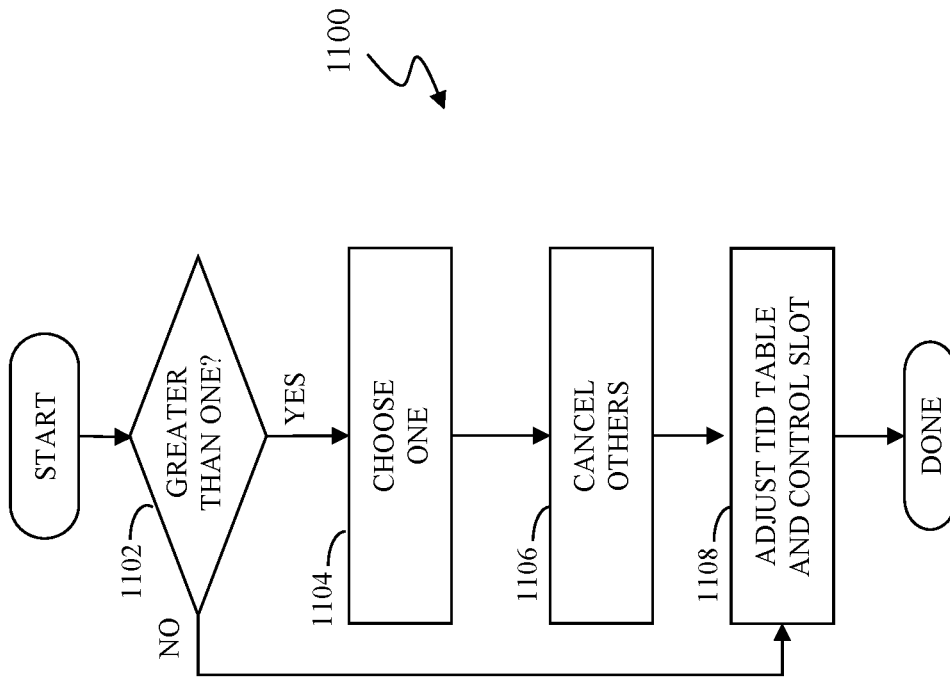 1100
START
1102
GREATER
THAN ONE?
NO
YES
1104
CHOOSE
ONE
1106
CANCEL
OTHERS
1108
ADJUST TID TABLE
AND CONTROL SLOT
DONE